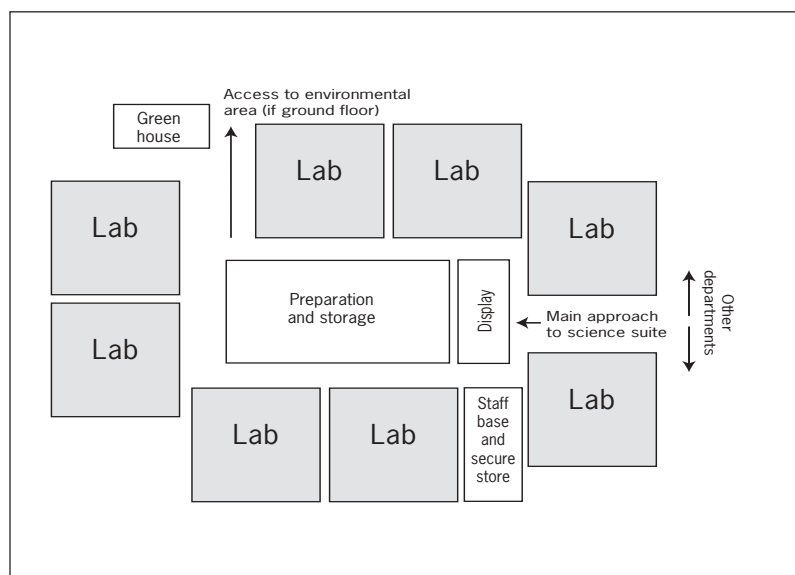 Access to environmental
area (if ground floor)
Green
house
Lab
Lab
Lab
Lab
Preparation
and storage
Display
Main approach
to science suite
Other
departments
Lab
Lab
Lab
Staff
base
and
secure
store
Lab